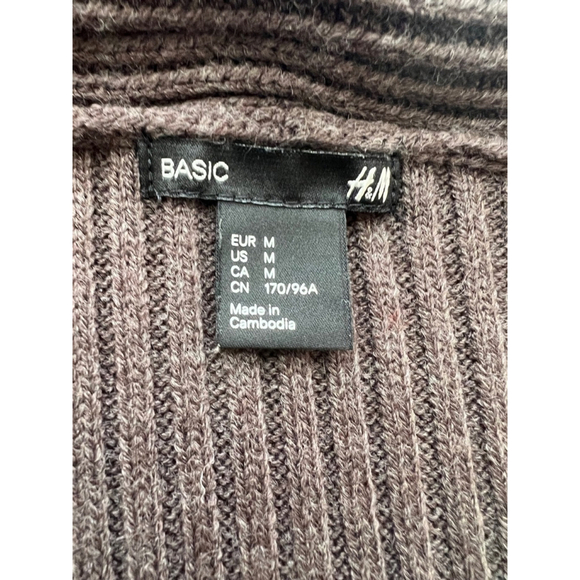 BASIC H&M
EUR M
US M
CA M
CN 170/96A
Made in
Cambodia